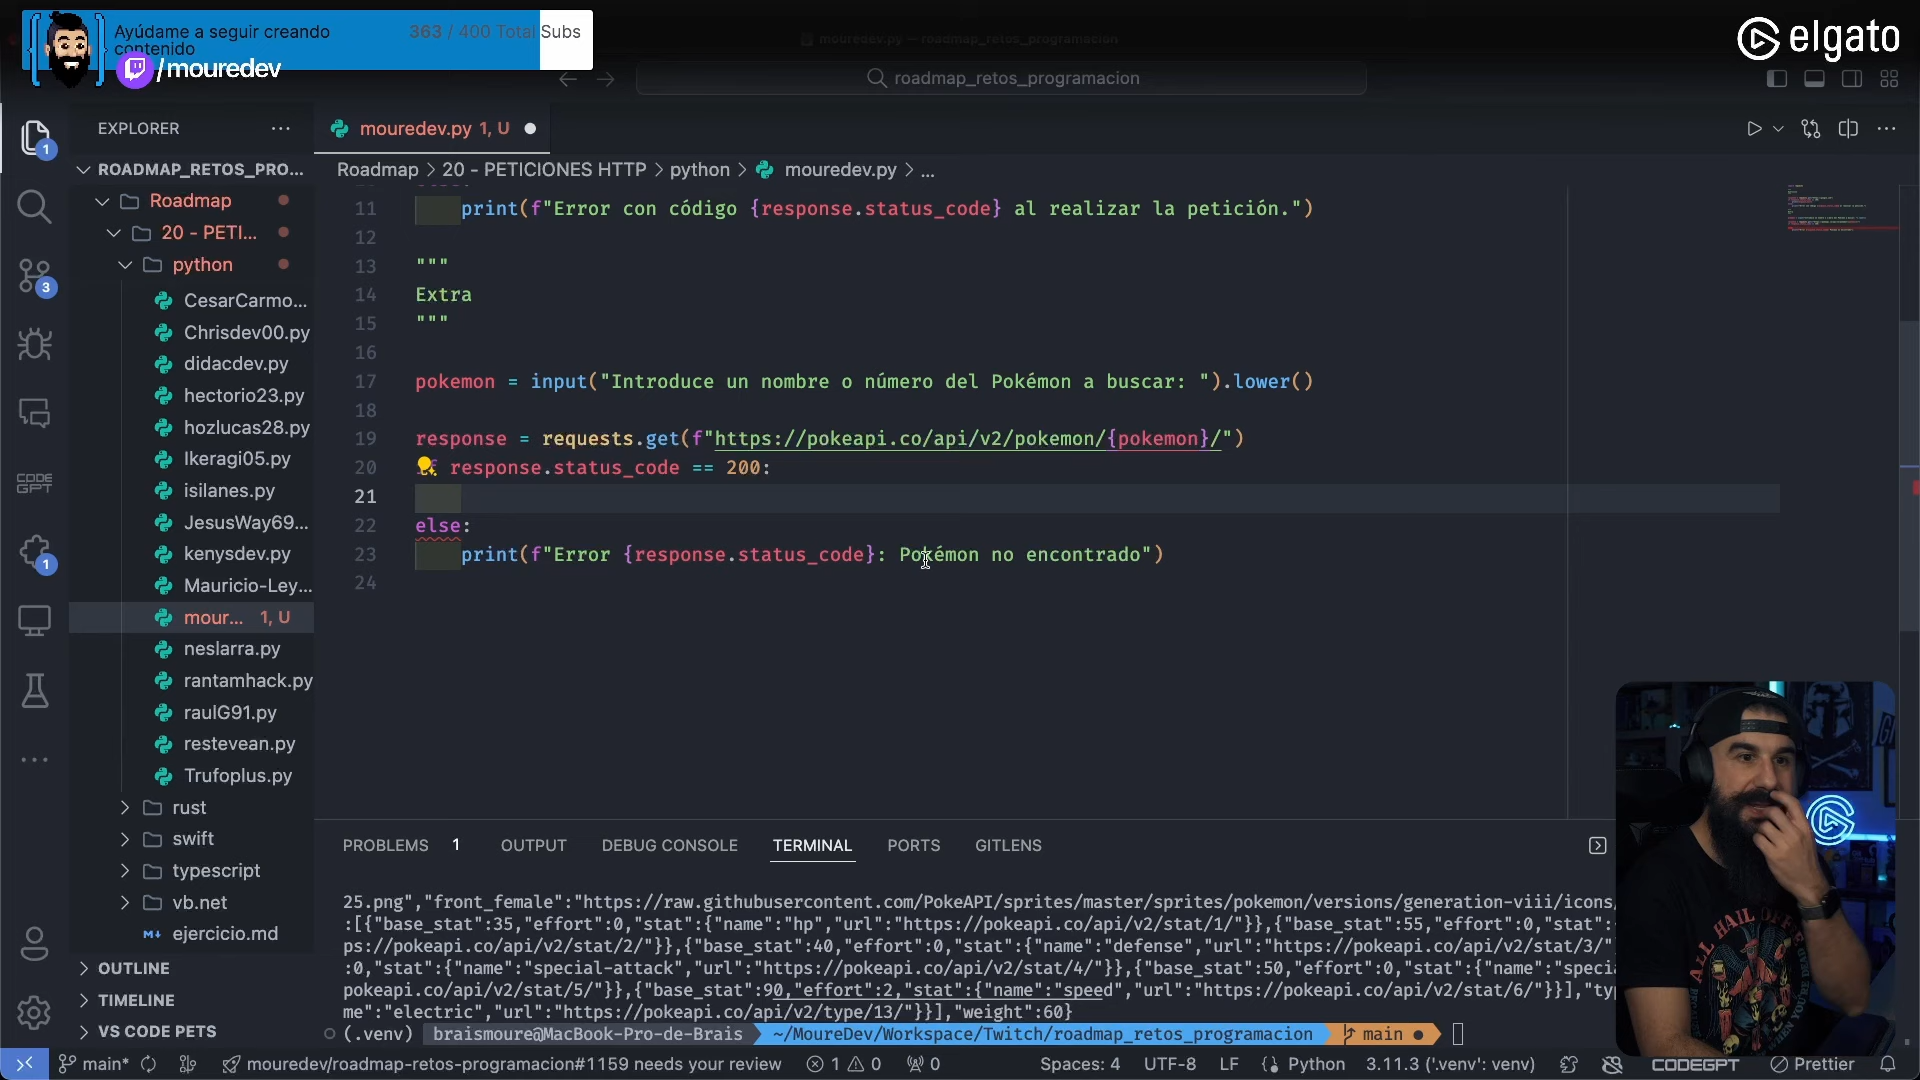 Ayúdame a seguir creando contenido
363 / 400 Total Subs
/mouredev
elgato
mouredev.py — roadmap_retos_programacion
roadmap_retos_programacion
EXPLORER
mouredev.py 1, U
ROADMAP_RETOS_PRO...
Roadmap > 20 - PETICIONES HTTP > python > mouredev.py > ...
Roadmap
20 - PETI...
python
CesarCarmo...
Chrisdev00.py
didacdev.py
hectorio23.py
hozlucas28.py
Ikeragi05.py
isilanes.py
JesusWay69...
kenysdev.py
Mauricio-Ley...
mour... 1, U
neslarra.py
rantamhack.py
raulG91.py
restevean.py
Trufoplus.py
rust
swift
typescript
vb.net
ejercicio.md
OUTLINE
TIMELINE
VS CODE PETS
1
3
CODE
GPT
1
11 print(f"Error con código {response.status_code} al realizar la petición.")
12
13 """
14 Extra
15 """
16
17 pokemon = input("Introduce un nombre o número del Pokémon a buscar: ").lower()
18
19 response = requests.get(f"https://pokeapi.co/api/v2/pokemon/{pokemon}/")
20 response.status_code == 200:
21
22 else:
23 print(f"Error {response.status_code}: Pokémon no encontrado")
24
PROBLEMS 1 OUTPUT DEBUG CONSOLE TERMINAL PORTS GITLENS
25.png","front_female":"https://raw.githubusercontent.com/PokeAPI/sprites/master/sprites/pokemon/versions/generation-viii/icons/
:[{"base_stat":35,"effort":0,"stat":{"name":"hp","url":"https://pokeapi.co/api/v2/stat/1/"}},{"base_stat":55,"effort":0,"stat":
ps://pokeapi.co/api/v2/stat/2/"}},{"base_stat":40,"effort":0,"stat":{"name":"defense","url":"https://pokeapi.co/api/v2/stat/3/"
:0,"stat":{"name":"special-attack","url":"https://pokeapi.co/api/v2/stat/4/"}},{"base_stat":50,"effort":0,"stat":{"name":"specia
pokeapi.co/api/v2/stat/5/"}},{"base_stat":90,"effort":2,"stat":{"name":"speed","url":"https://pokeapi.co/api/v2/stat/6/"}}],"typ
me":"electric","url":"https://pokeapi.co/api/v2/type/13/"}}],"weight":60}
(.venv) braismoure@MacBook-Pro-de-Brais ~/MoureDev/Workspace/Twitch/roadmap_retos_programacion main
ALL HAIL
main* mouredev/roadmap-retos-programacion#1159 needs your review 1 0 0 Spaces: 4 UTF-8 LF Python 3.11.3 ('.venv': venv) CODEGPT Prettier